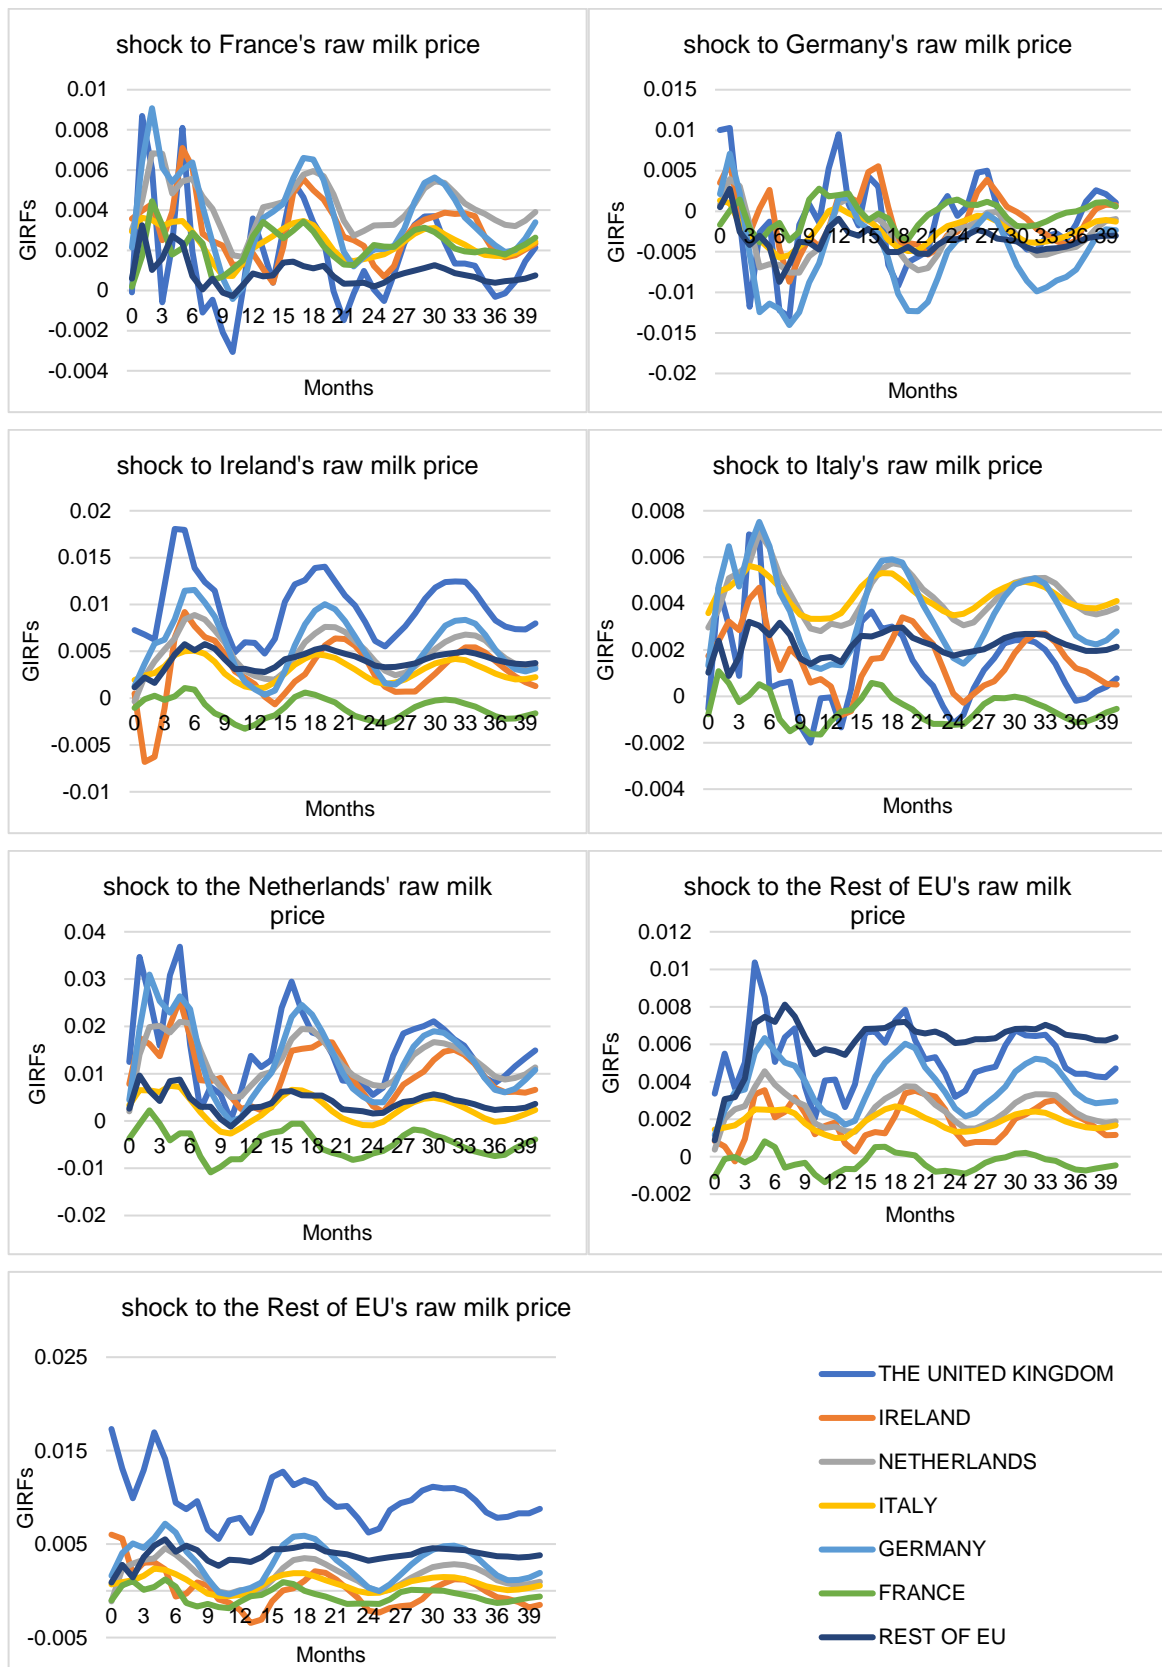 shock to France's raw milk price
0.01
0.008
0.006
0.004
0.002
0
-0.002
-0.004
GIRFs
0 3 6 9 12 15 18 21 24 27 30 33 36 39
Months
shock to Germany's raw milk price
0.015
0.01
0.005
0
-0.005
-0.01
-0.015
-0.02
GIRFs
0 3 6 9 12 15 18 21 24 27 30 33 36 39
Months
shock to Ireland's raw milk price
0.02
0.015
0.01
0.005
0
-0.005
-0.01
GIRFs
0 3 6 9 12 15 18 21 24 27 30 33 36 39
Months
shock to Italy's raw milk price
0.008
0.006
0.004
0.002
0
-0.002
-0.004
GIRFs
0 3 6 9 12 15 18 21 24 27 30 33 36 39
Months
shock to the Netherlands' raw milk
price
0.04
0.03
0.02
0.01
0
-0.01
-0.02
GIRFs
0 3 6 9 12 15 18 21 24 27 30 33 36 39
Months
shock to the Rest of EU's raw milk
price
0.012
0.01
0.008
0.006
0.004
0.002
0
-0.002
GIRFs
0 3 6 9 12 15 18 21 24 27 30 33 36 39
Months
shock to the Rest of EU's raw milk price
0.025
0.015
0.005
-0.005
GIRFs
0 3 6 9 12 15 18 21 24 27 30 33 36 39
Months
THE UNITED KINGDOM
IRELAND
NETHERLANDS
ITALY
GERMANY
FRANCE
REST OF EU